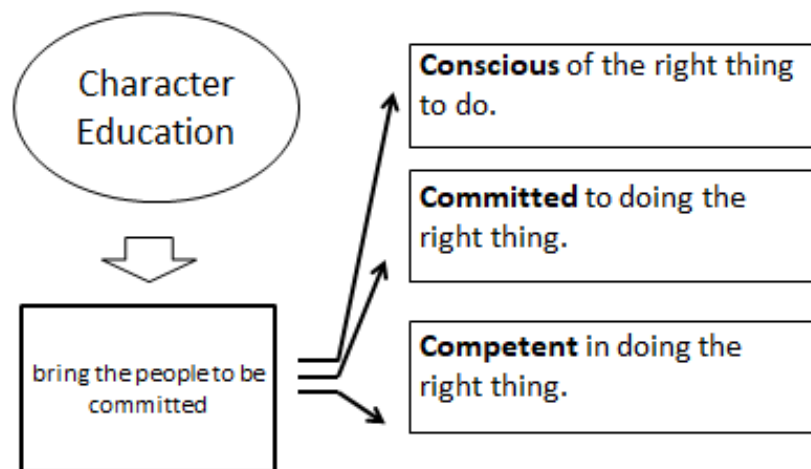 Character
Education
bring the people to be
committed
Conscious of the right thing
to do.
Committed to doing the
right thing.
Competent in doing the
right thing.